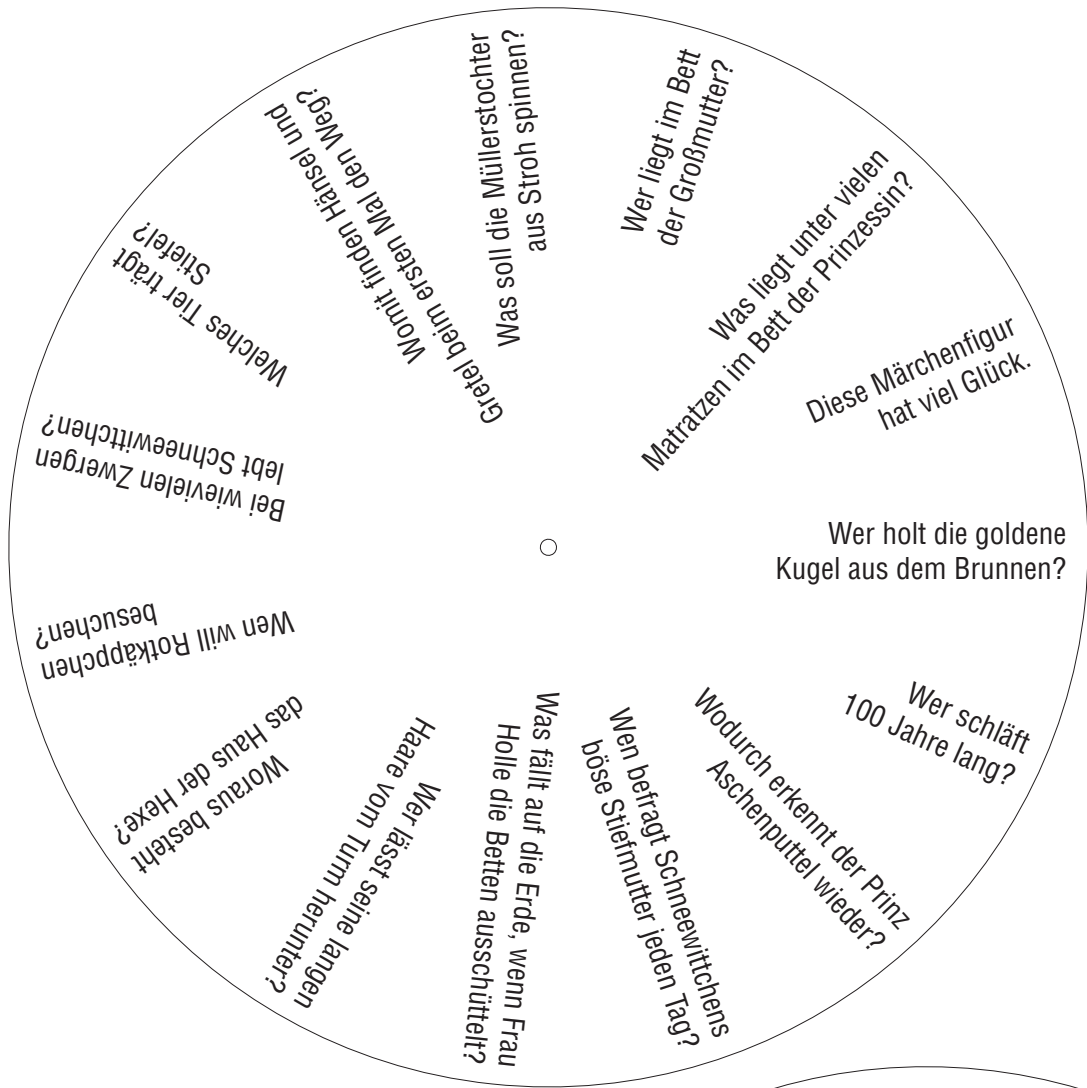 Was soll die Müllerstochter
aus Stroh spinnen?
Wer liegt im Bett
der Großmutter?
Was liegt unter vielen
Matratzen im Bett der Prinzessin?
Diese Märchenfigur
hat viel Glück.
Wer holt die goldene
Kugel aus dem Brunnen?
Wer schläft
100 Jahre lang?
Wodurch erkennt der Prinz
Aschenputtel wieder?
Wen befragt Schneewittchens
böse Stiefmutter jeden Tag?
Was fällt auf die Erde, wenn Frau
Holle die Betten ausschüttelt?
Wer lässt seine langen
Haare vom Turm herunter?
Woraus besteht
das Haus der Hexe?
Wen will Rotkäppchen
besuchen?
Bei wievielen Zwergen
lebt Schneewittchen?
Welches Tier trägt
Stiefel?
Womit finden Hänsel und
Gretel beim ersten Mal den Weg?